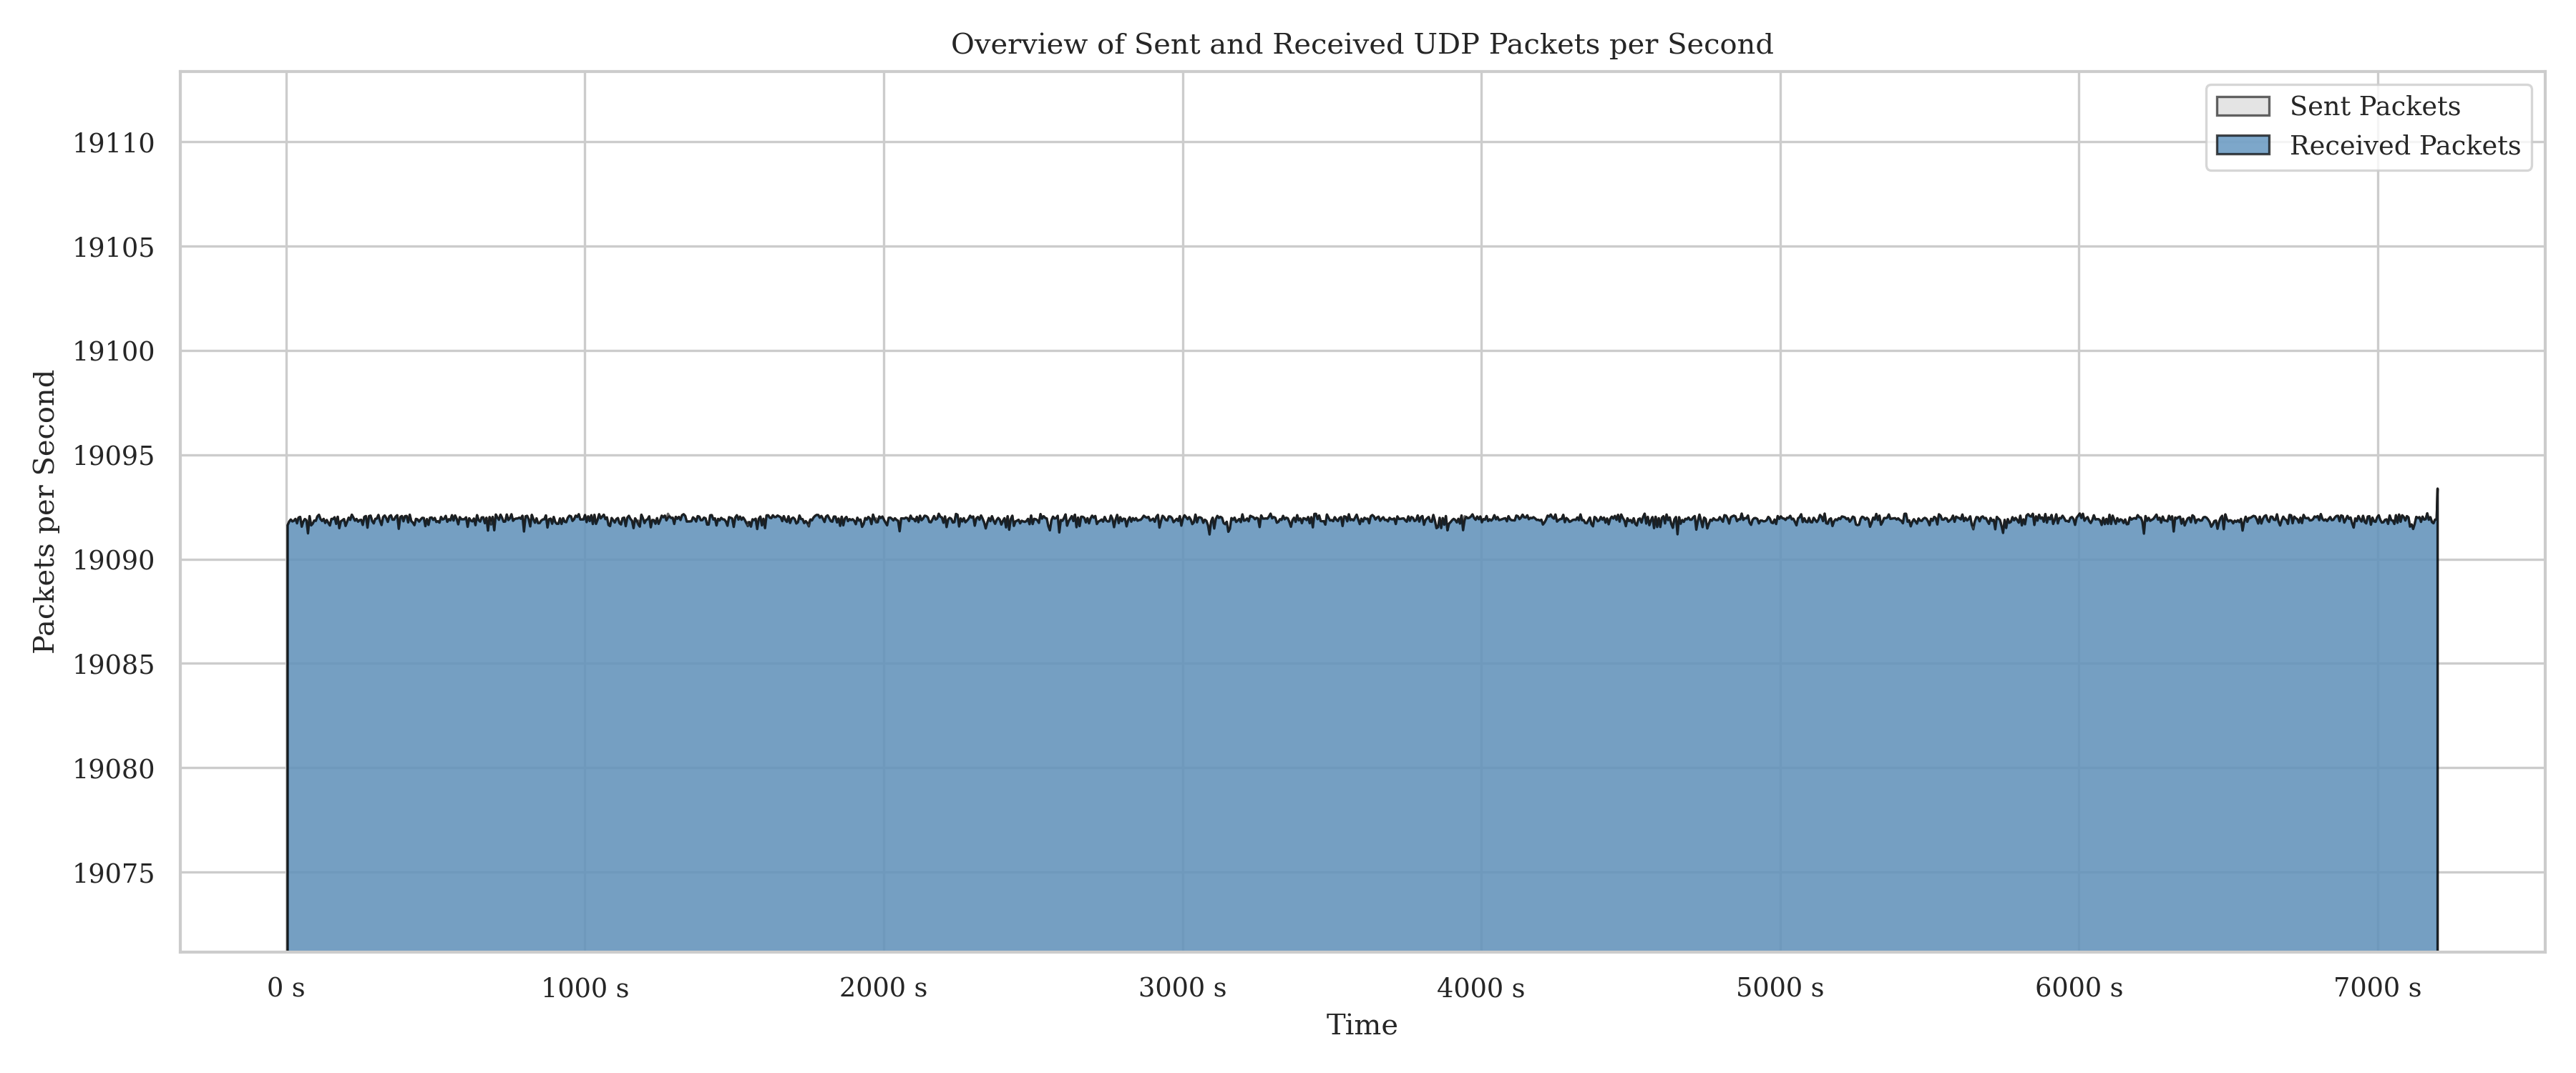 Overview of Sent and Received UDP Packets per Second
Sent Packets
Received Packets
Packets per Second
19110
19105
19100
19095
19090
19085
19080
19075
0 s
1000 s
2000 s
3000 s
4000 s
5000 s
6000 s
7000 s
Time